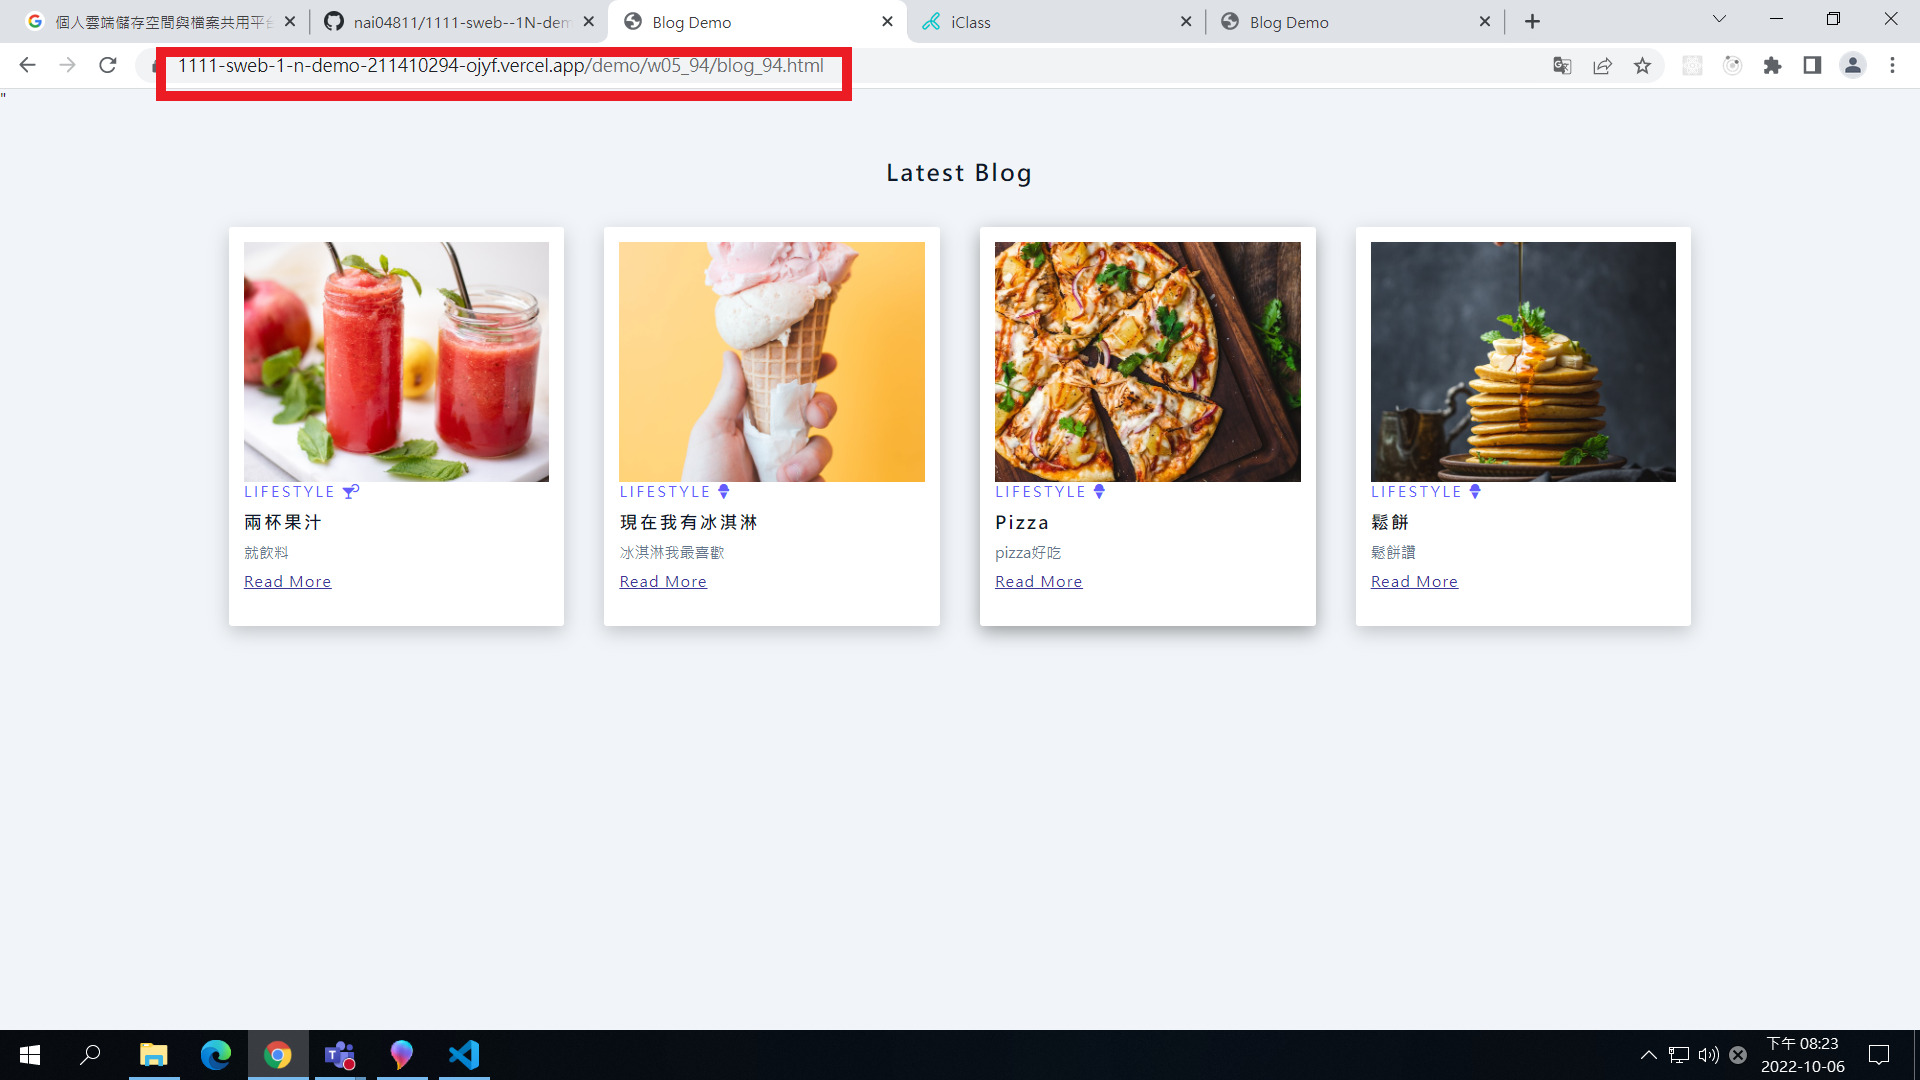 個人雲端儲存空間與檔案共用平台
nai04811/1111-sweb--1N-dem
Blog Demo
iClass
Blog Demo
1111-sweb-1-n-demo-211410294-ojyf.vercel.app/demo/w05_94/blog_94.html
"
Latest Blog
LIFESTYLE
兩杯果汁
就飲料
Read More
LIFESTYLE
現在我有冰淇淋
冰淇淋我最喜歡
Read More
LIFESTYLE
Pizza
pizza好吃
Read More
LIFESTYLE
鬆餅
鬆餅讚
Read More
下午 08:23
2022-10-06